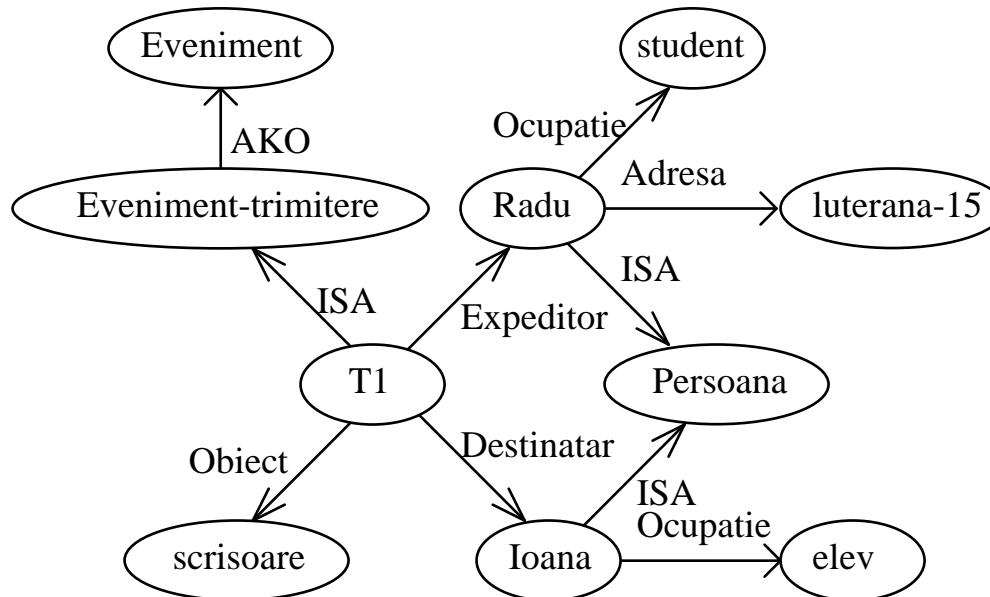 Eveniment
student
Ocupatie
AKO
Adresa
Eveniment-trimitere
Radu
luterana-15
ISA
ISA
Expeditor
T1
Persoana
Destinatar
Obiect
ISA
Ocupatie
scrisoare
Ioana
elev